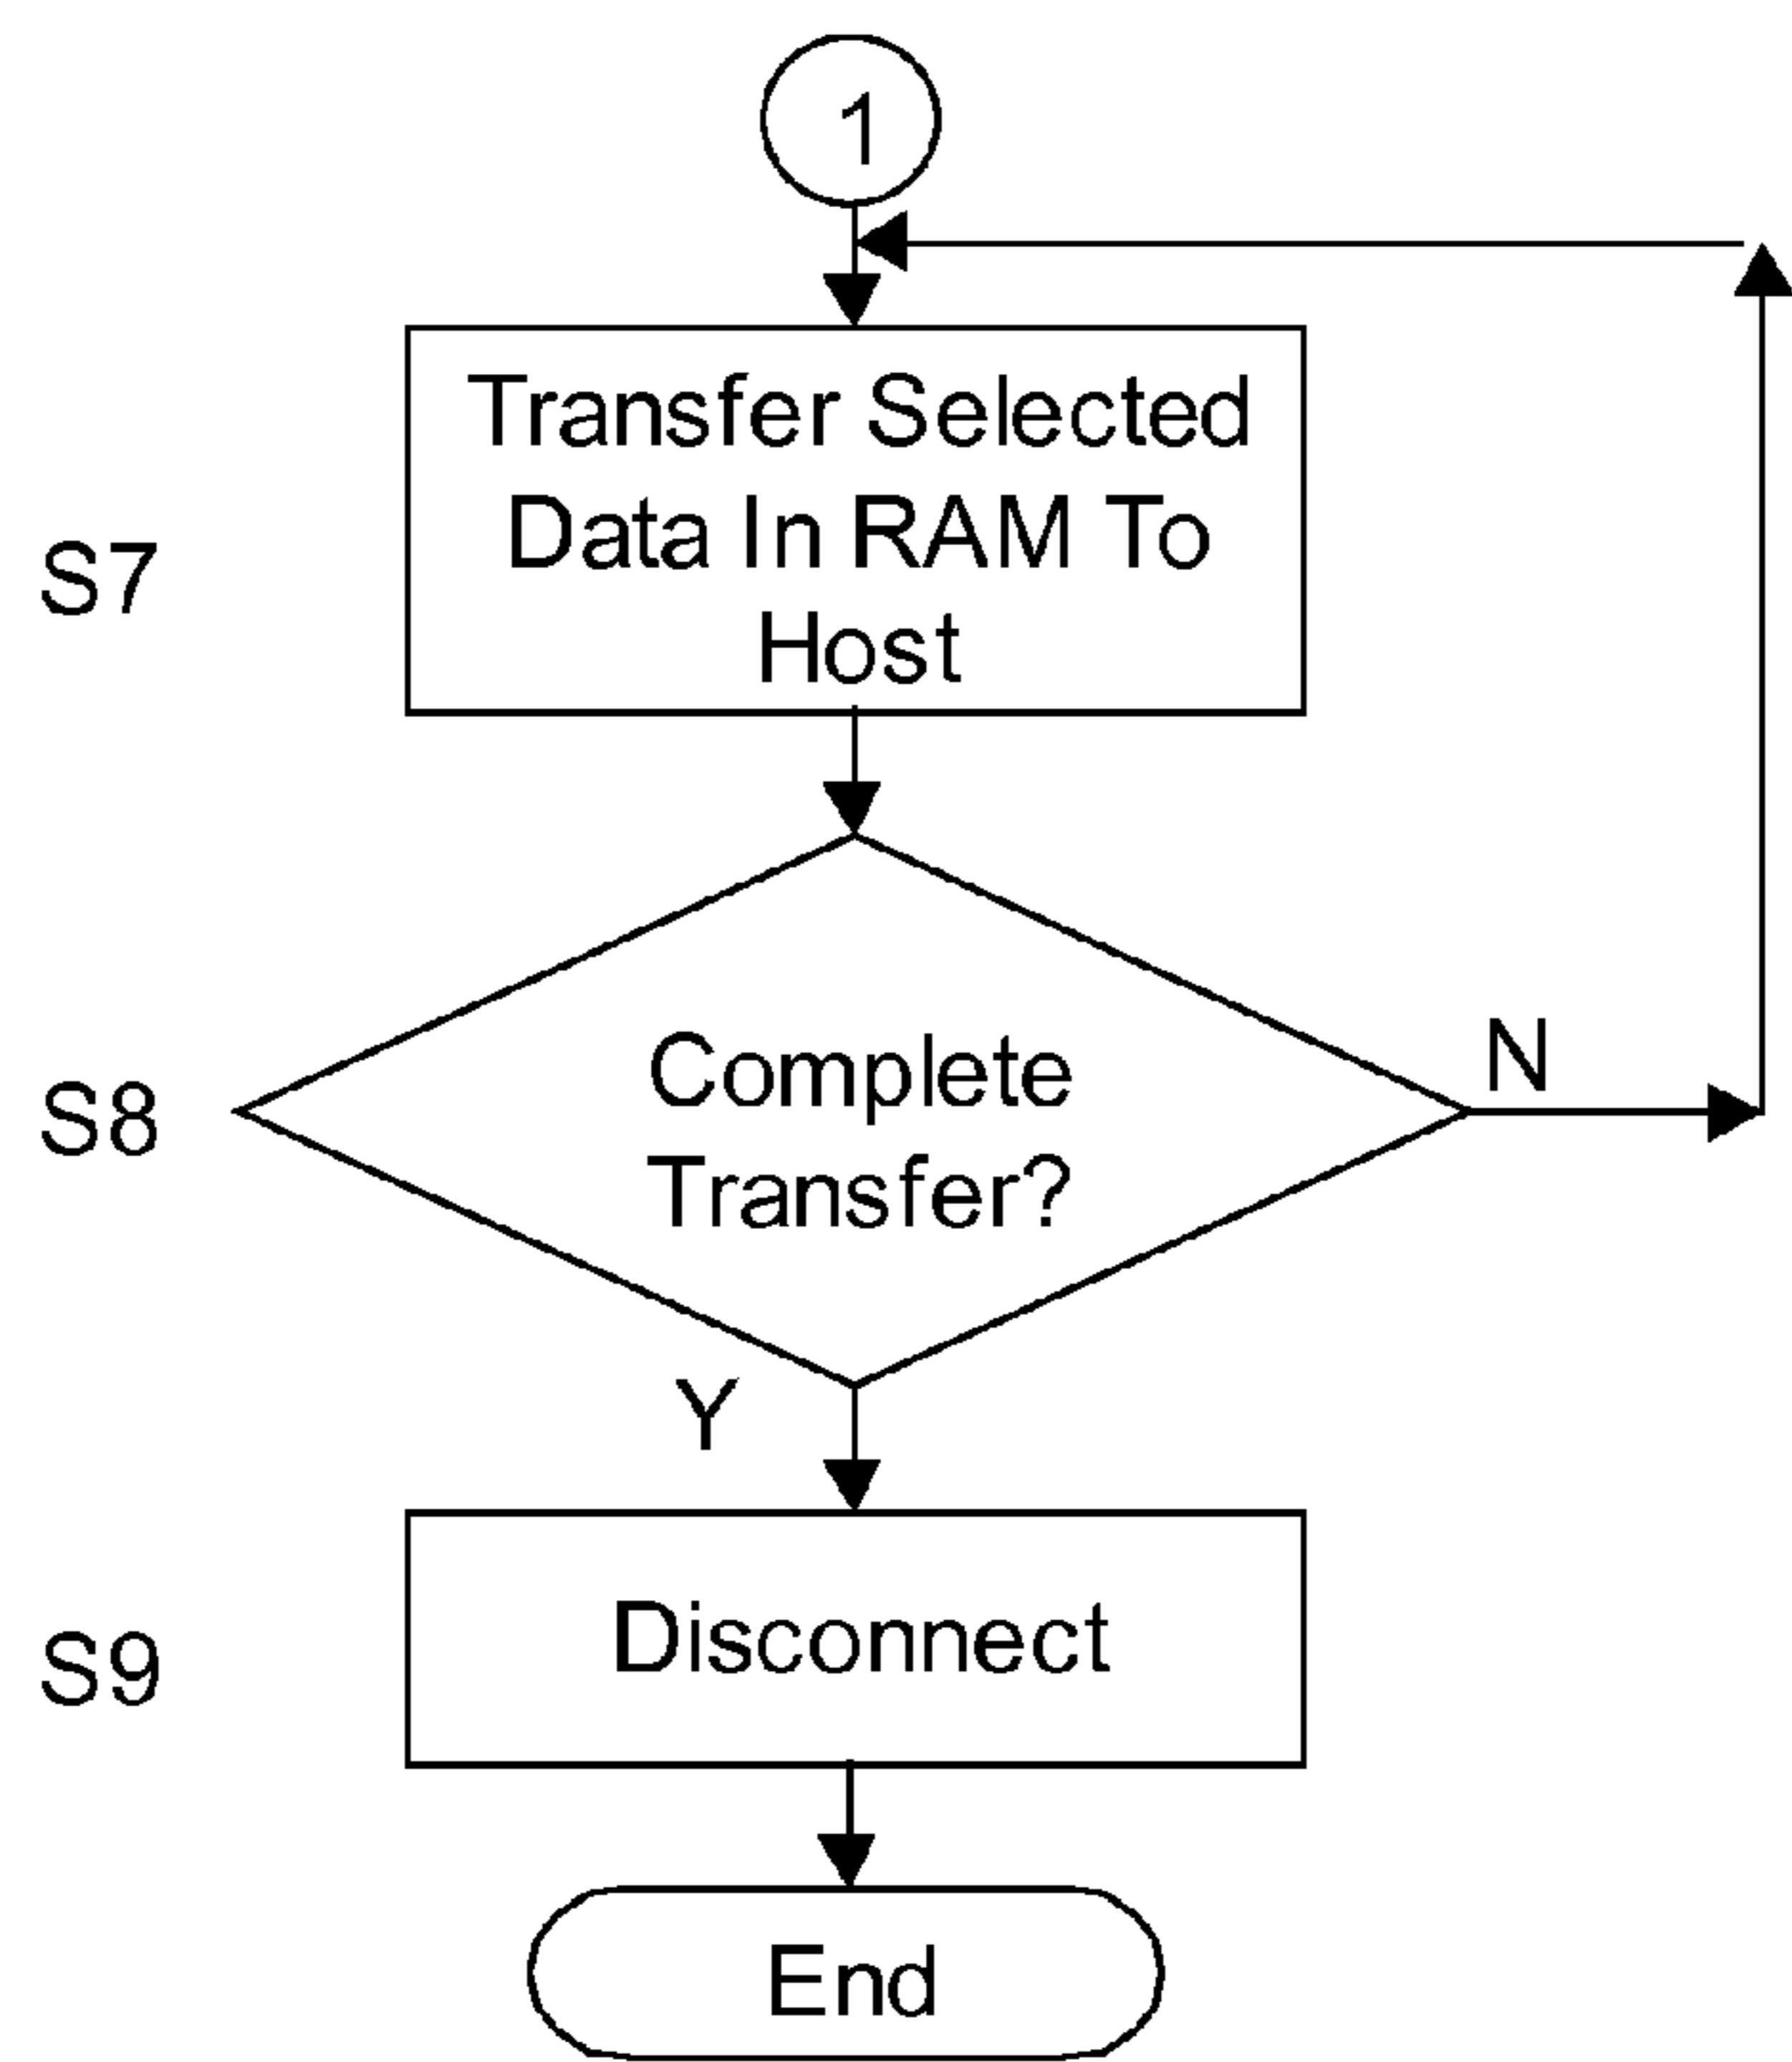 1
Transfer Selected
Data In RAM To
Host
S7
Complete
Transfer?
N
S8
Y
Disconnect
S9
End